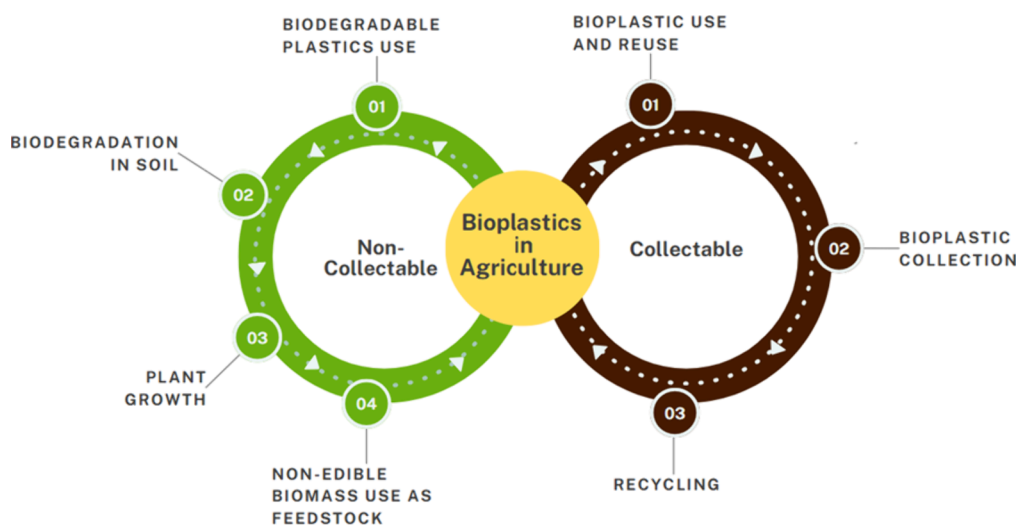 BIODEGRADABLE
PLASTICS USE
01
BIODEGRADATION
IN SOIL
02
03
PLANT
GROWTH
04
NON-EDIBLE
BIOMASS USE AS
FEEDSTOCK
Non-
Collectable
Bioplastics
in
Agriculture
Collectable
BIOPLASTIC USE
AND REUSE
01
02
BIOPLASTIC
COLLECTION
03
RECYCLING